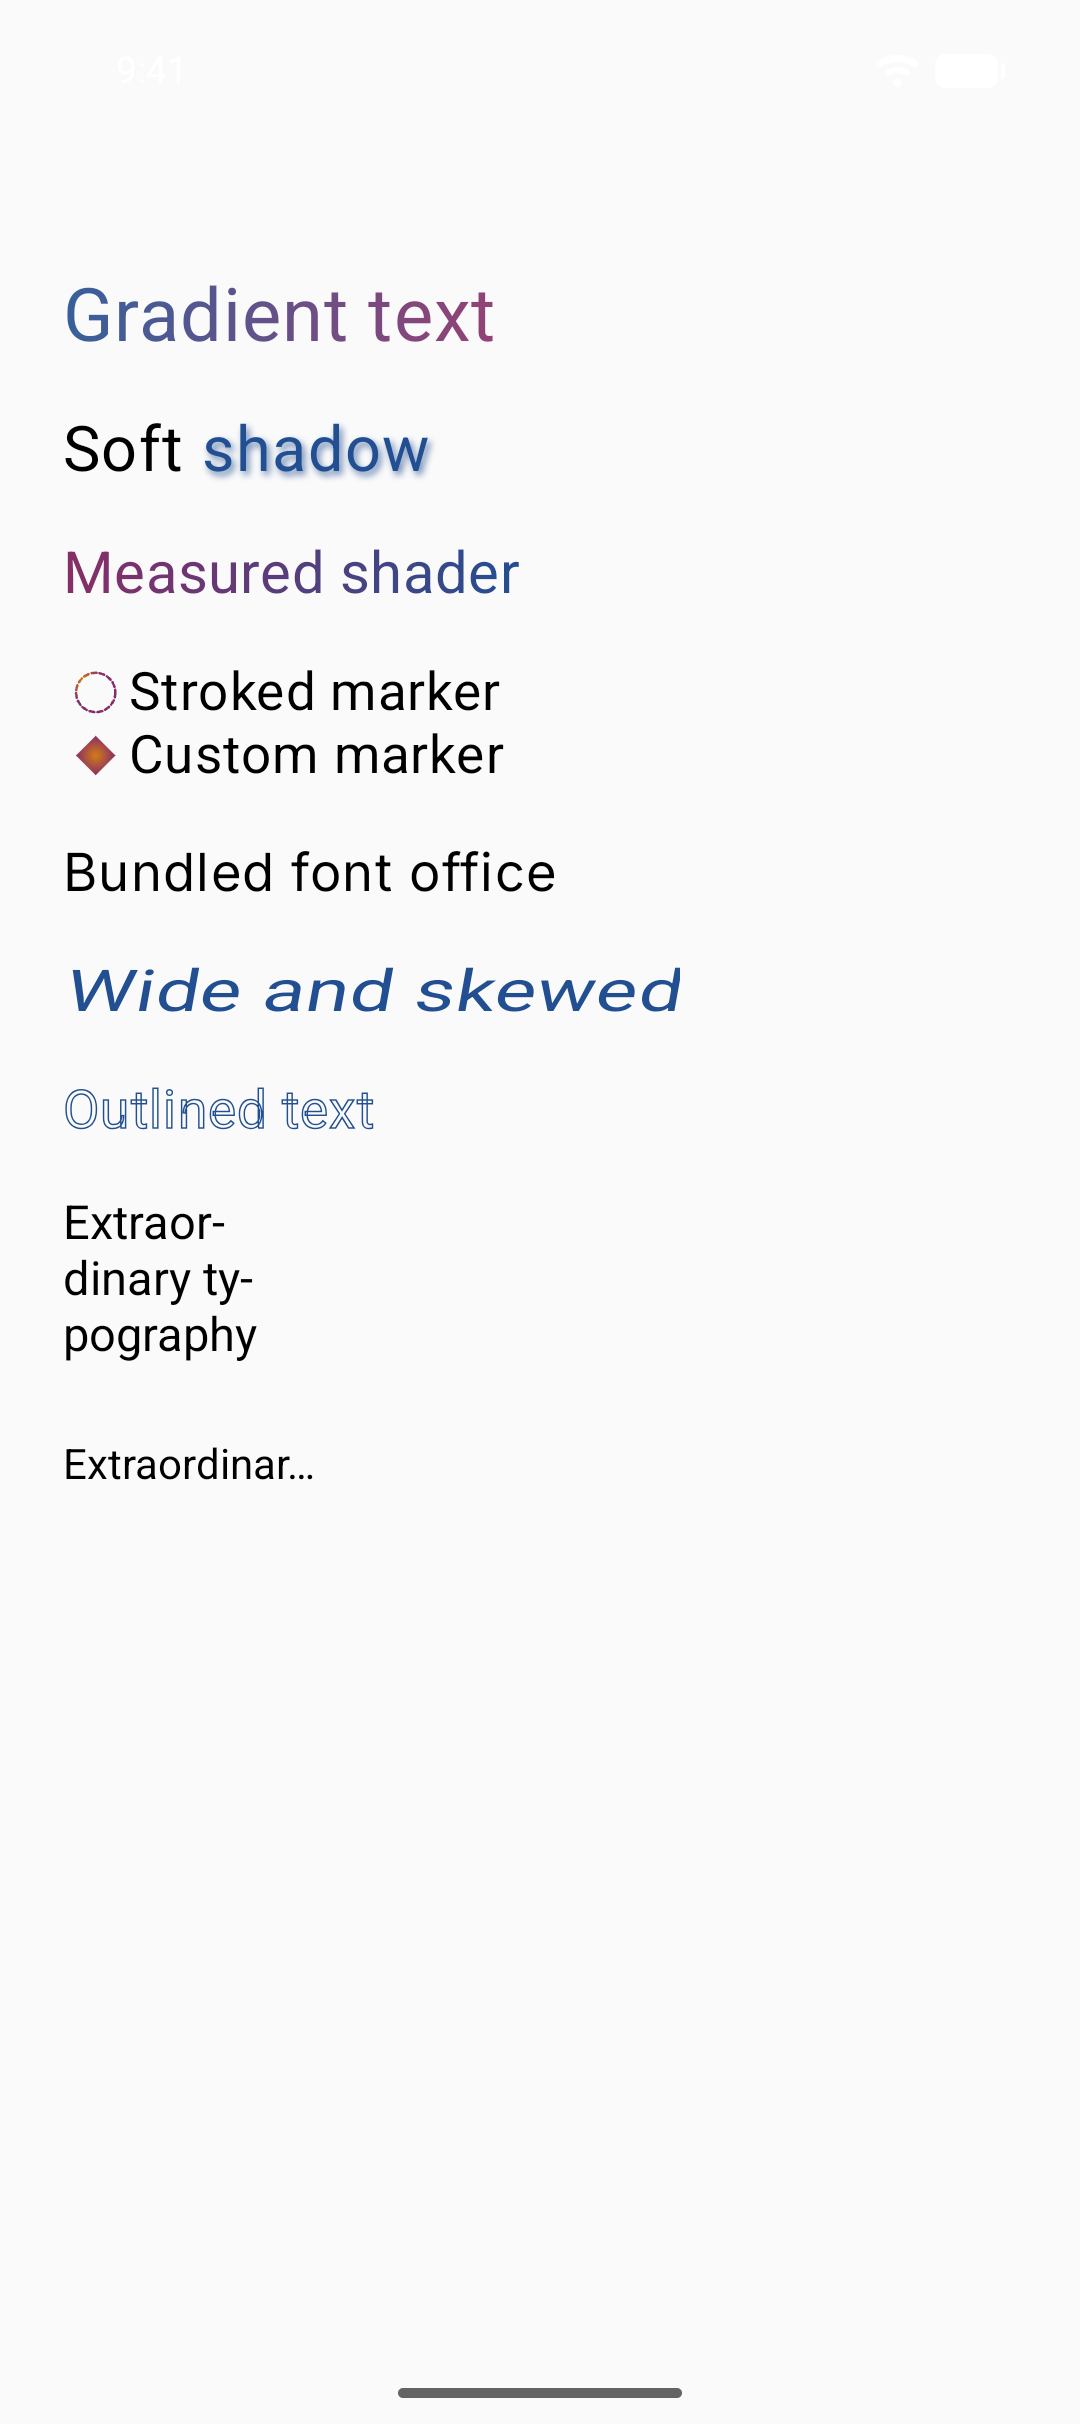 9:41
Gradient text
Soft shadow
Measured shader
Stroked marker
Custom marker
Bundled font office
Wide and skewed
Outlined text
Extraor-
dinary ty-
pography
Extraordinar…